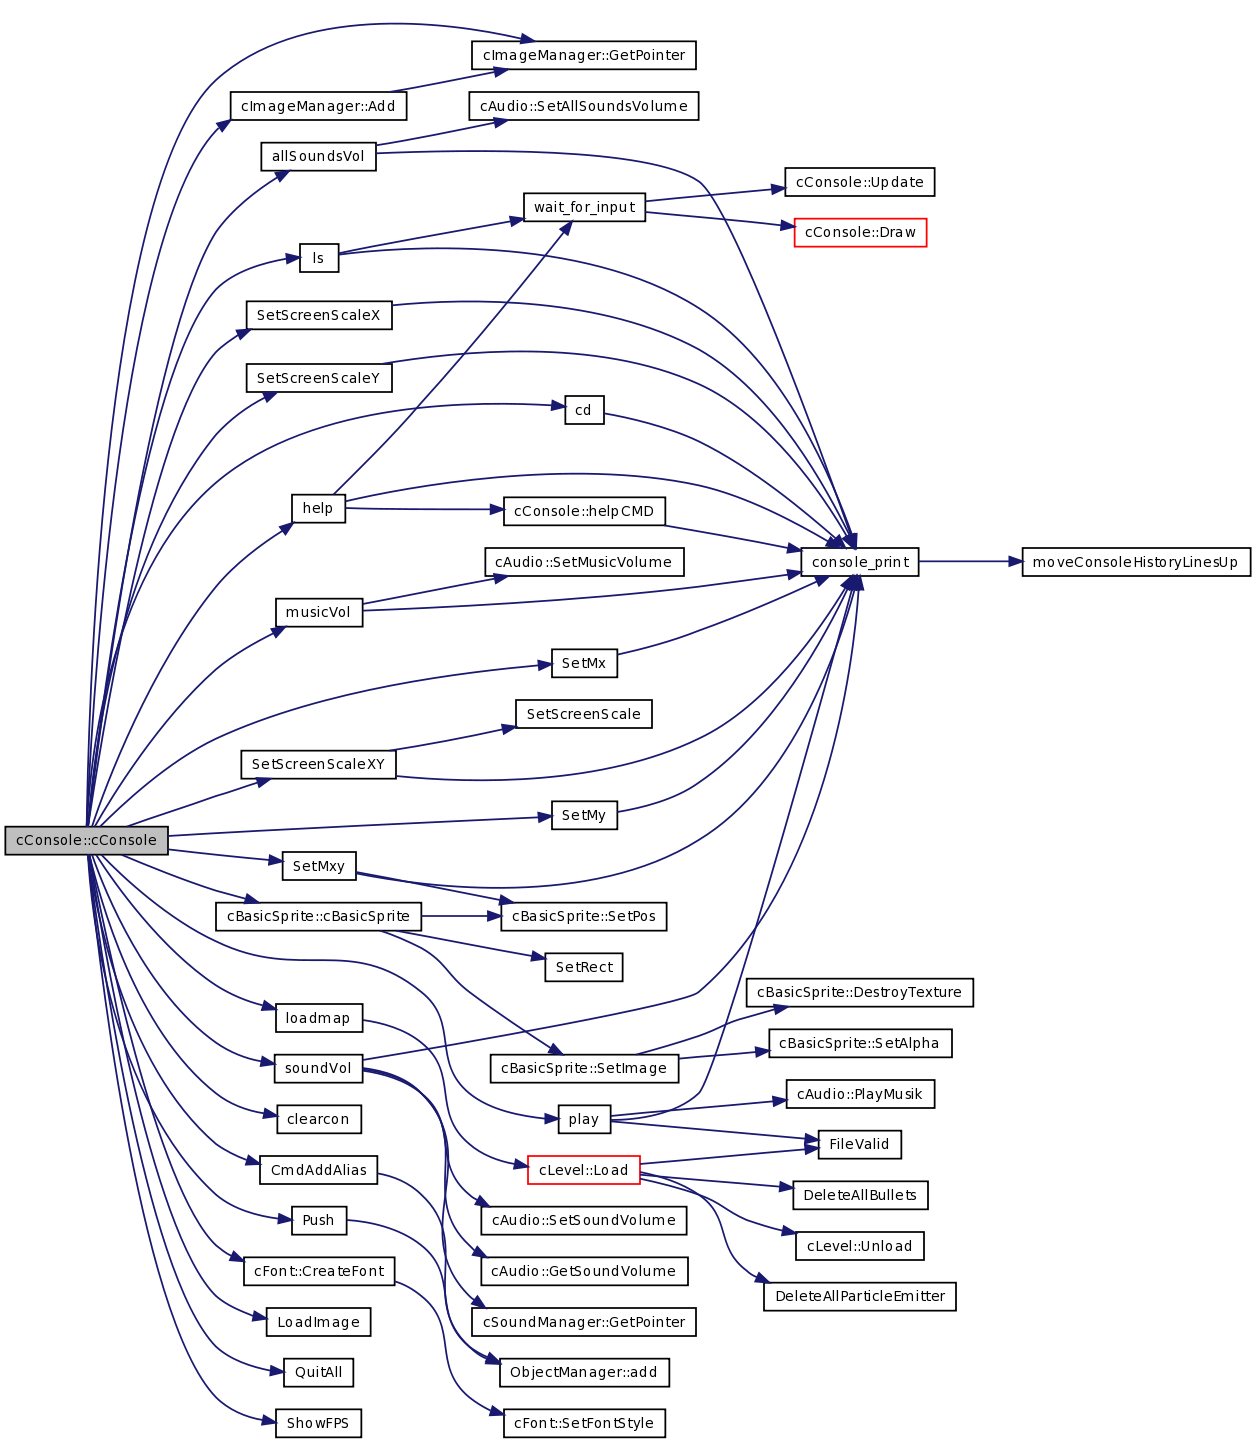 cImageManager::GetPointer
cImageManager::Add
cAudio::SetAllSoundsVolume
allSoundsVol
cConsole::Update
wait_for_input
cConsole::Draw
ls
SetScreenScaleX
SetScreenScaleY
cd
help
cConsole::helpCMD
cAudio::SetMusicVolume
console_print
moveConsoleHistoryLinesUp
musicVol
SetMx
SetScreenScale
SetScreenScaleXY
SetMy
cConsole::cConsole
SetMxy
cBasicSprite::cBasicSprite
cBasicSprite::SetPos
SetRect
cBasicSprite::DestroyTexture
loadmap
cBasicSprite::SetAlpha
soundVol
cBasicSprite::SetImage
cAudio::PlayMusik
clearcon
play
FileValid
CmdAddAlias
cLevel::Load
DeleteAllBullets
Push
cAudio::SetSoundVolume
cLevel::Unload
cFont::CreateFont
cAudio::GetSoundVolume
DeleteAllParticleEmitter
LoadImage
cSoundManager::GetPointer
QuitAll
ObjectManager::add
ShowFPS
cFont::SetFontStyle